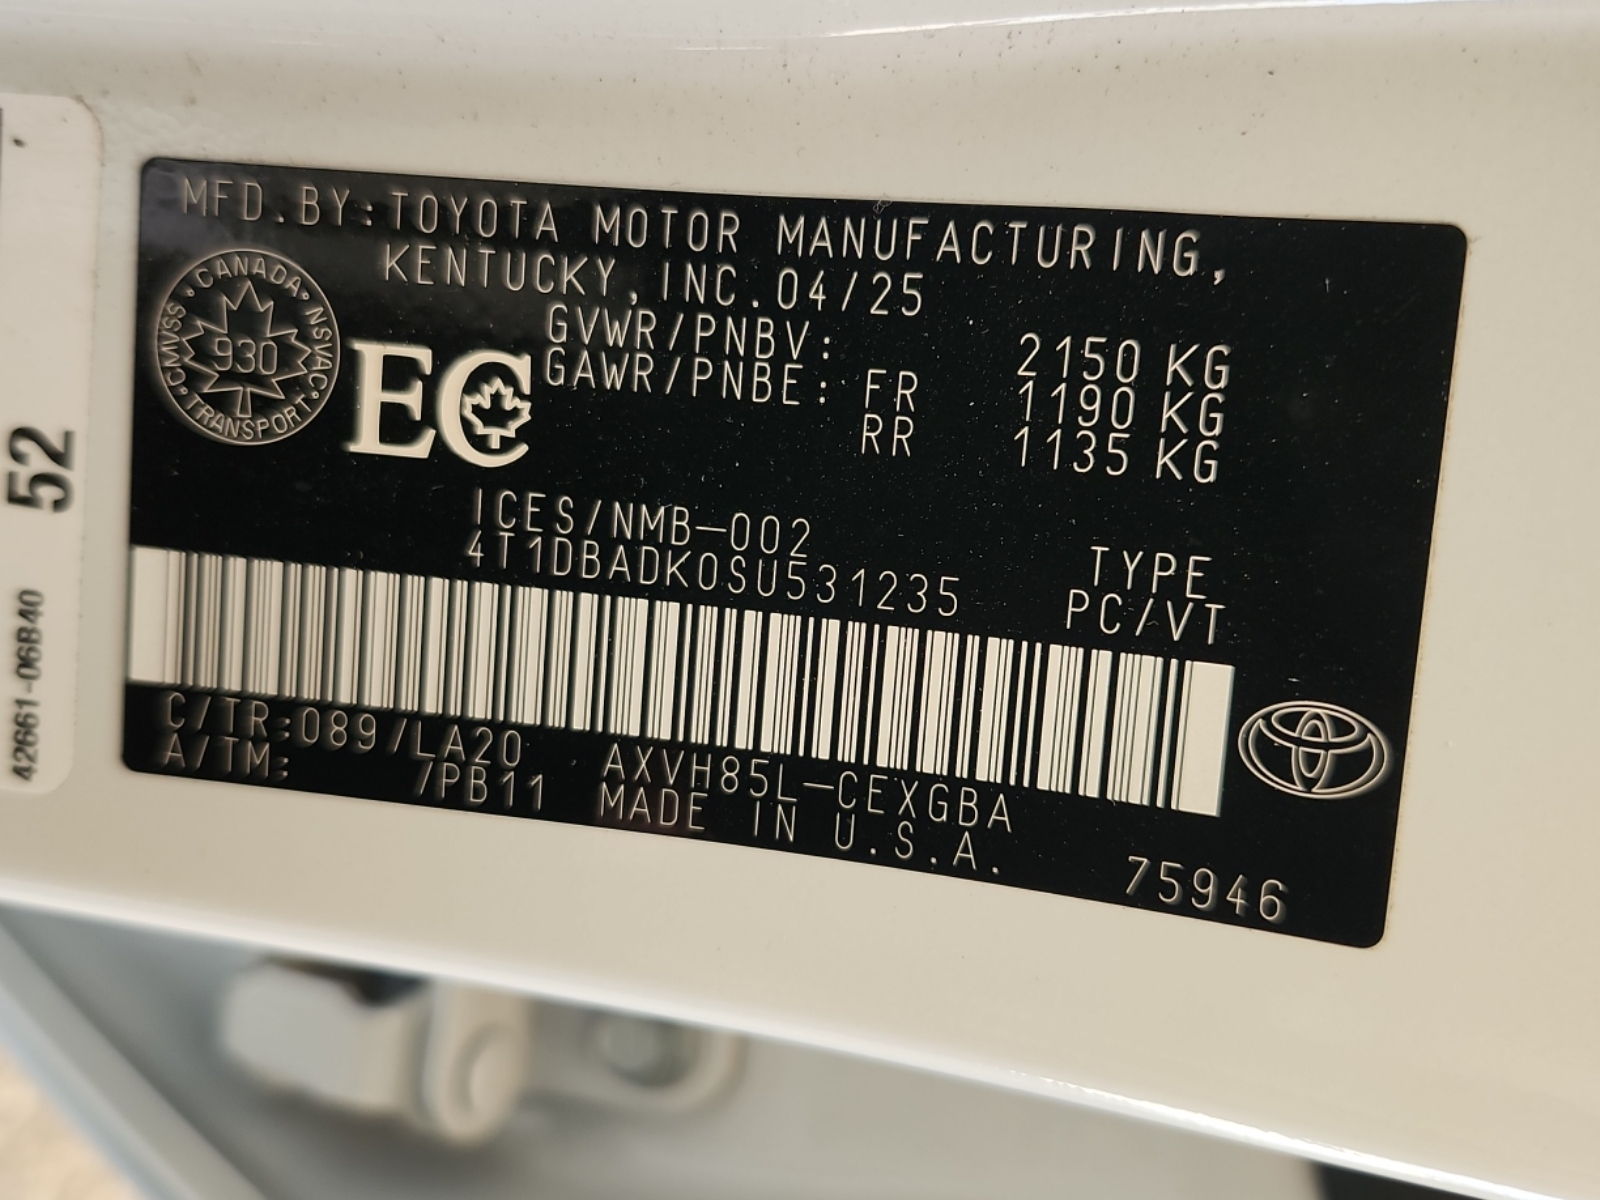 MFD.BY:TOYOTA MOTOR MANUFACTURING,
KENTUCKY, INC.04/25
CANADA · NSVAC · TRANSPORT · CMVSS
930
EC
GVWR/PNBV: 2150 KG
GAWR/PNBE: FR 1190 KG
RR 1135 KG
ICES/NMB-002
4T1DBADK0SU531235
TYPE
PC/VT
C/TR:089/LA20 AXVH85L-CEXGBA
A/TM: /PB11 MADE IN U.S.A.
75946
52
42661-06B40